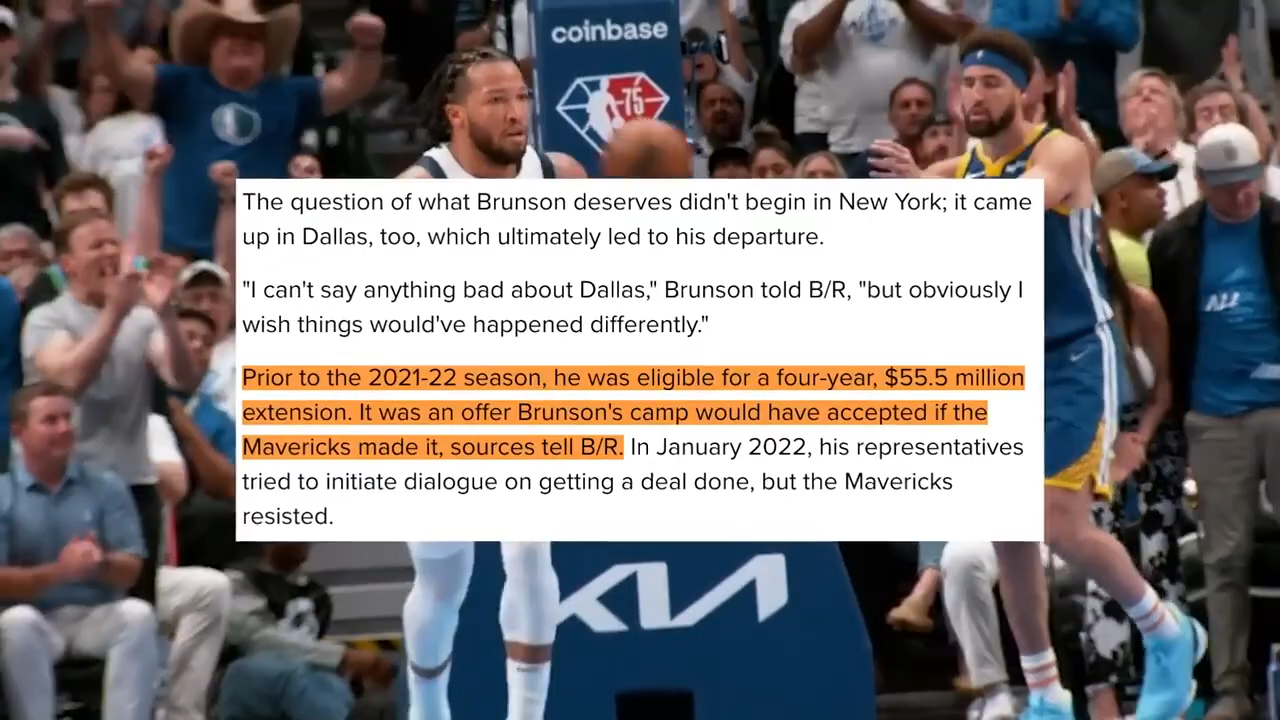 coinbase
75
The question of what Brunson deserves didn't begin in New York; it came
up in Dallas, too, which ultimately led to his departure.
"I can't say anything bad about Dallas," Brunson told B/R, "but obviously I
wish things would've happened differently."
Prior to the 2021-22 season, he was eligible for a four-year, $55.5 million
extension. It was an offer Brunson's camp would have accepted if the
Mavericks made it, sources tell B/R. In January 2022, his representatives
tried to initiate dialogue on getting a deal done, but the Mavericks
resisted.
ALL
KIA